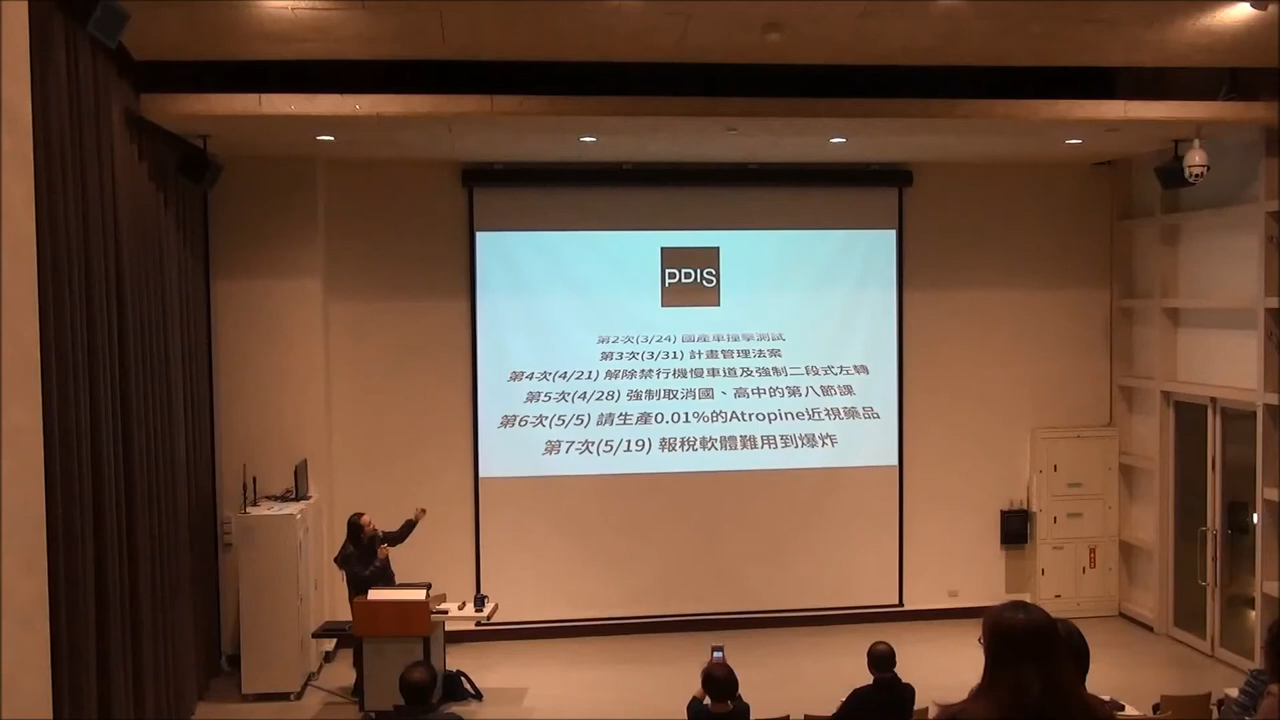 PDIS
第2次(3/24) 國產車撞擊測試
第3次(3/31) 計畫管理法案
第4次(4/21) 解除禁行機慢車道及強制二段式左轉
第5次(4/28) 強制取消國、高中的第八節課
第6次(5/5) 請生產0.01%的Atropine近視藥品
第7次(5/19) 報稅軟體難用到爆炸